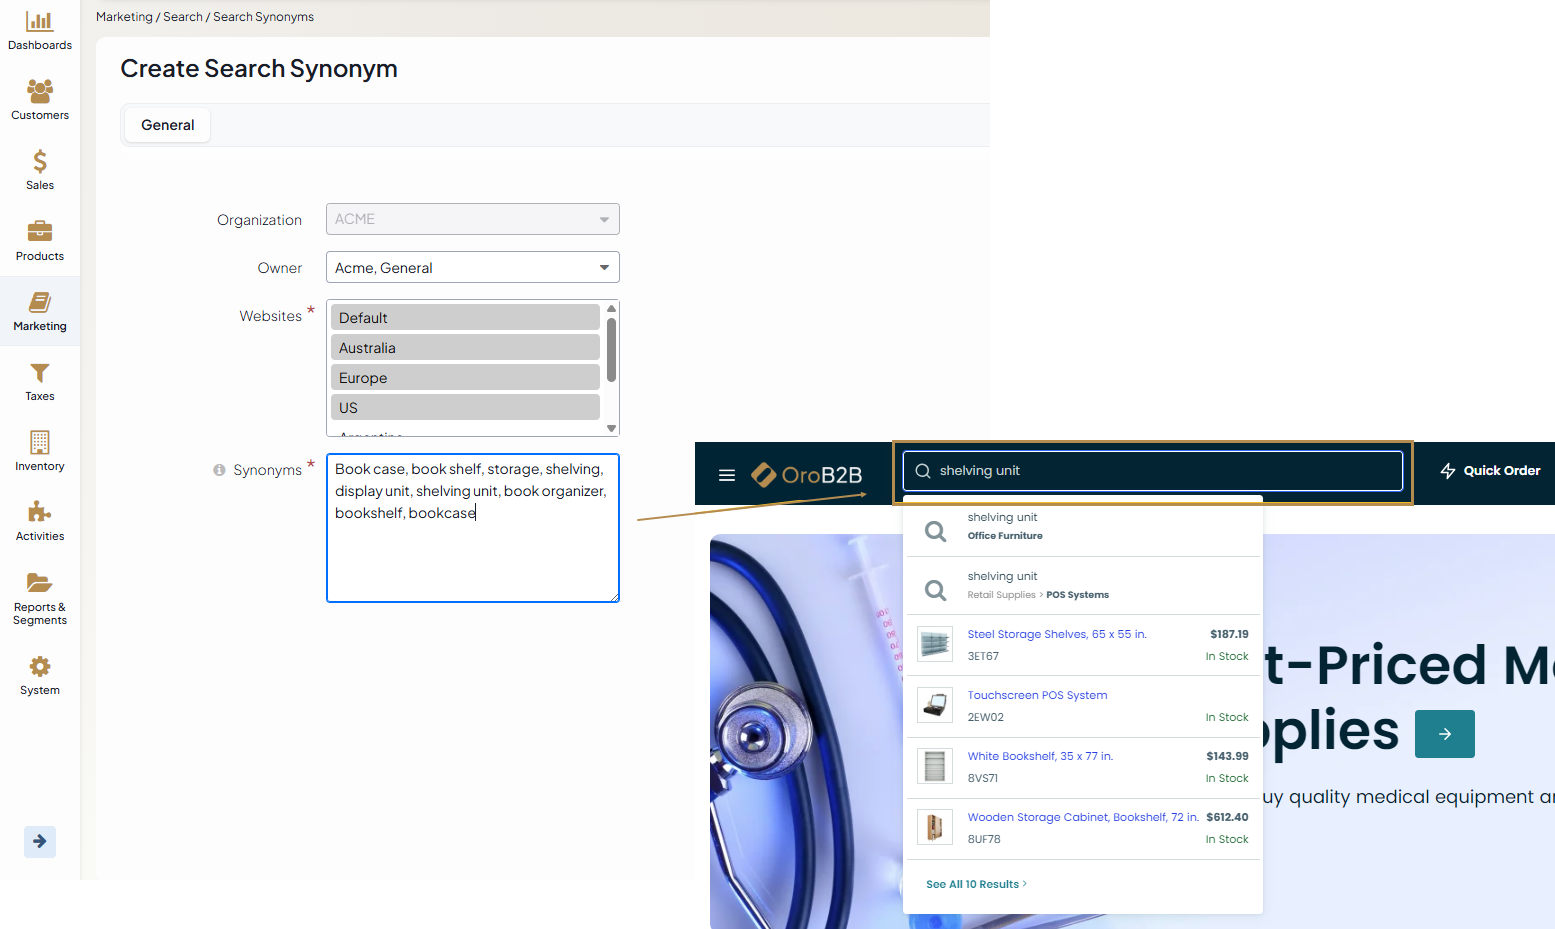 Dashboards
Customers
Sales
Products
Marketing
Taxes
Inventory
Activities
Reports &
Segments
System
Marketing / Search / Search Synonyms
Create Search Synonym
General
Organization
ACME
Owner
Acme, General
Websites *
Default
Australia
Europe
US
Synonyms *
Book case, book shelf, storage, shelving,
display unit, shelving unit, book organizer,
bookshelf, bookcase
OroB2B
shelving unit
Quick Order
shelving unit
Office Furniture
shelving unit
Retail Supplies > POS Systems
Steel Storage Shelves, 65 x 55 in. $187.19
3ET67 In Stock
Touchscreen POS System
2EW02 In Stock
White Bookshelf, 35 x 77 in. $143.99
8VS71 In Stock
Wooden Storage Cabinet, Bookshelf, 72 in. $612.40
8UF78 In Stock
See All 10 Results >
t-Priced M
pplies
uy quality medical equipment a